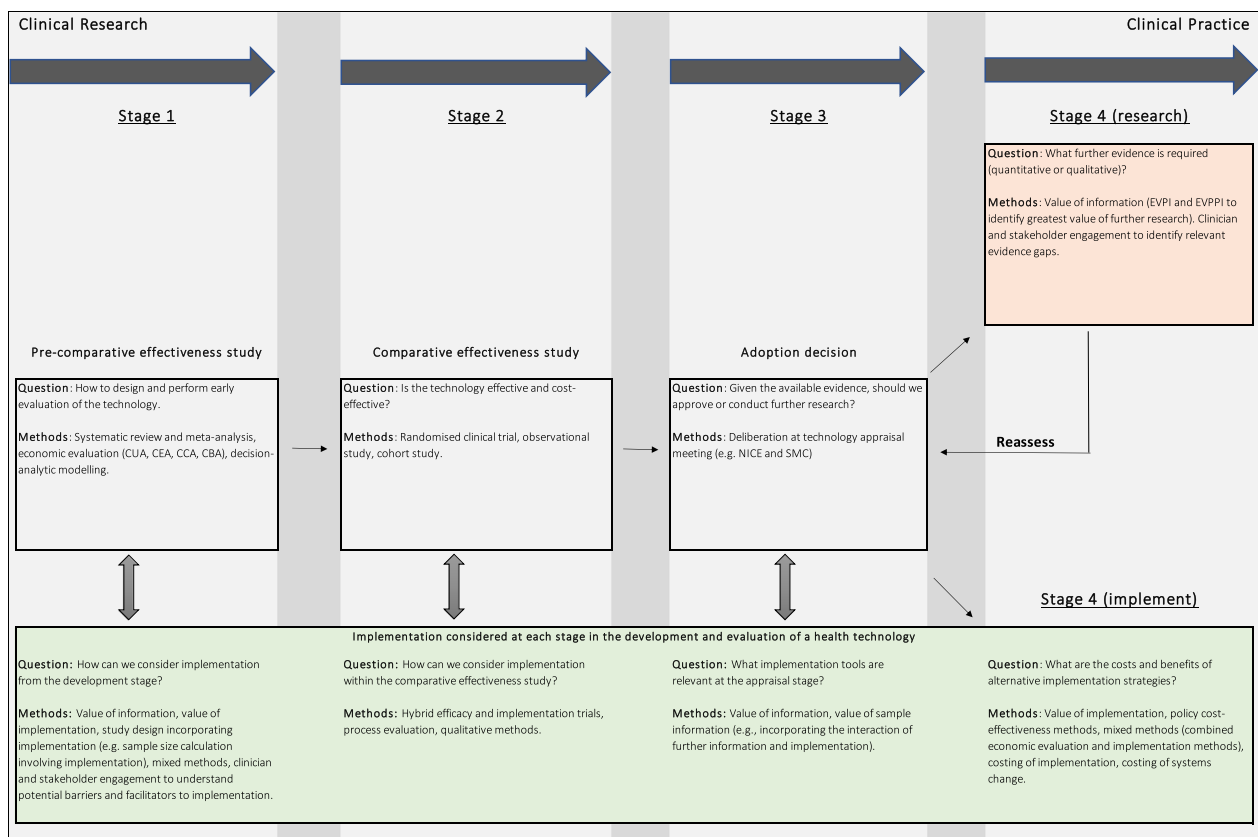 Clinical Research
Clinical Practice
Stage 1
Stage 2
Stage 3
Stage 4 (research)
Question: What further evidence is required
(quantitative or qualitative)?
Methods: Value of information (EVPI and EVPPI to
identify greatest value of further research). Clinician
and stakeholder engagement to identify relevant
evidence gaps.
Pre-comparative effectiveness study
Question: How to design and perform early
evaluation of the technology.
Methods: Systematic review and meta-analysis,
economic evaluation (CUA, CEA, CCA, CBA), decision-
analytic modelling.
Comparative effectiveness study
Question: Is the technology effective and cost-
effective?
Methods: Randomised clinical trial, observational
study, cohort study.
Adoption decision
Question: Given the available evidence, should we
approve or conduct further research?
Methods: Deliberation at technology appraisal
meeting (e.g. NICE and SMC)
Reassess
Stage 4 (implement)
Implementation considered at each stage in the development and evaluation of a health technology
Question: How can we consider implementation
from the development stage?
Methods: Value of information, value of
implementation, study design incorporating
implementation (e.g. sample size calculation
involving implementation), mixed methods, clinician
and stakeholder engagement to understand
potential barriers and facilitators to implementation.
Question: How can we consider implementation
within the comparative effectiveness study?
Methods: Hybrid efficacy and implementation trials,
process evaluation, qualitative methods.
Question: What implementation tools are
relevant at the appraisal stage?
Methods: Value of information, value of sample
information (e.g., incorporating the interaction of
further information and implementation).
Question: What are the costs and benefits of
alternative implementation strategies?
Methods: Value of implementation, policy cost-
effectiveness methods, mixed methods (combined
economic evaluation and implementation methods),
costing of implementation, costing of systems
change.